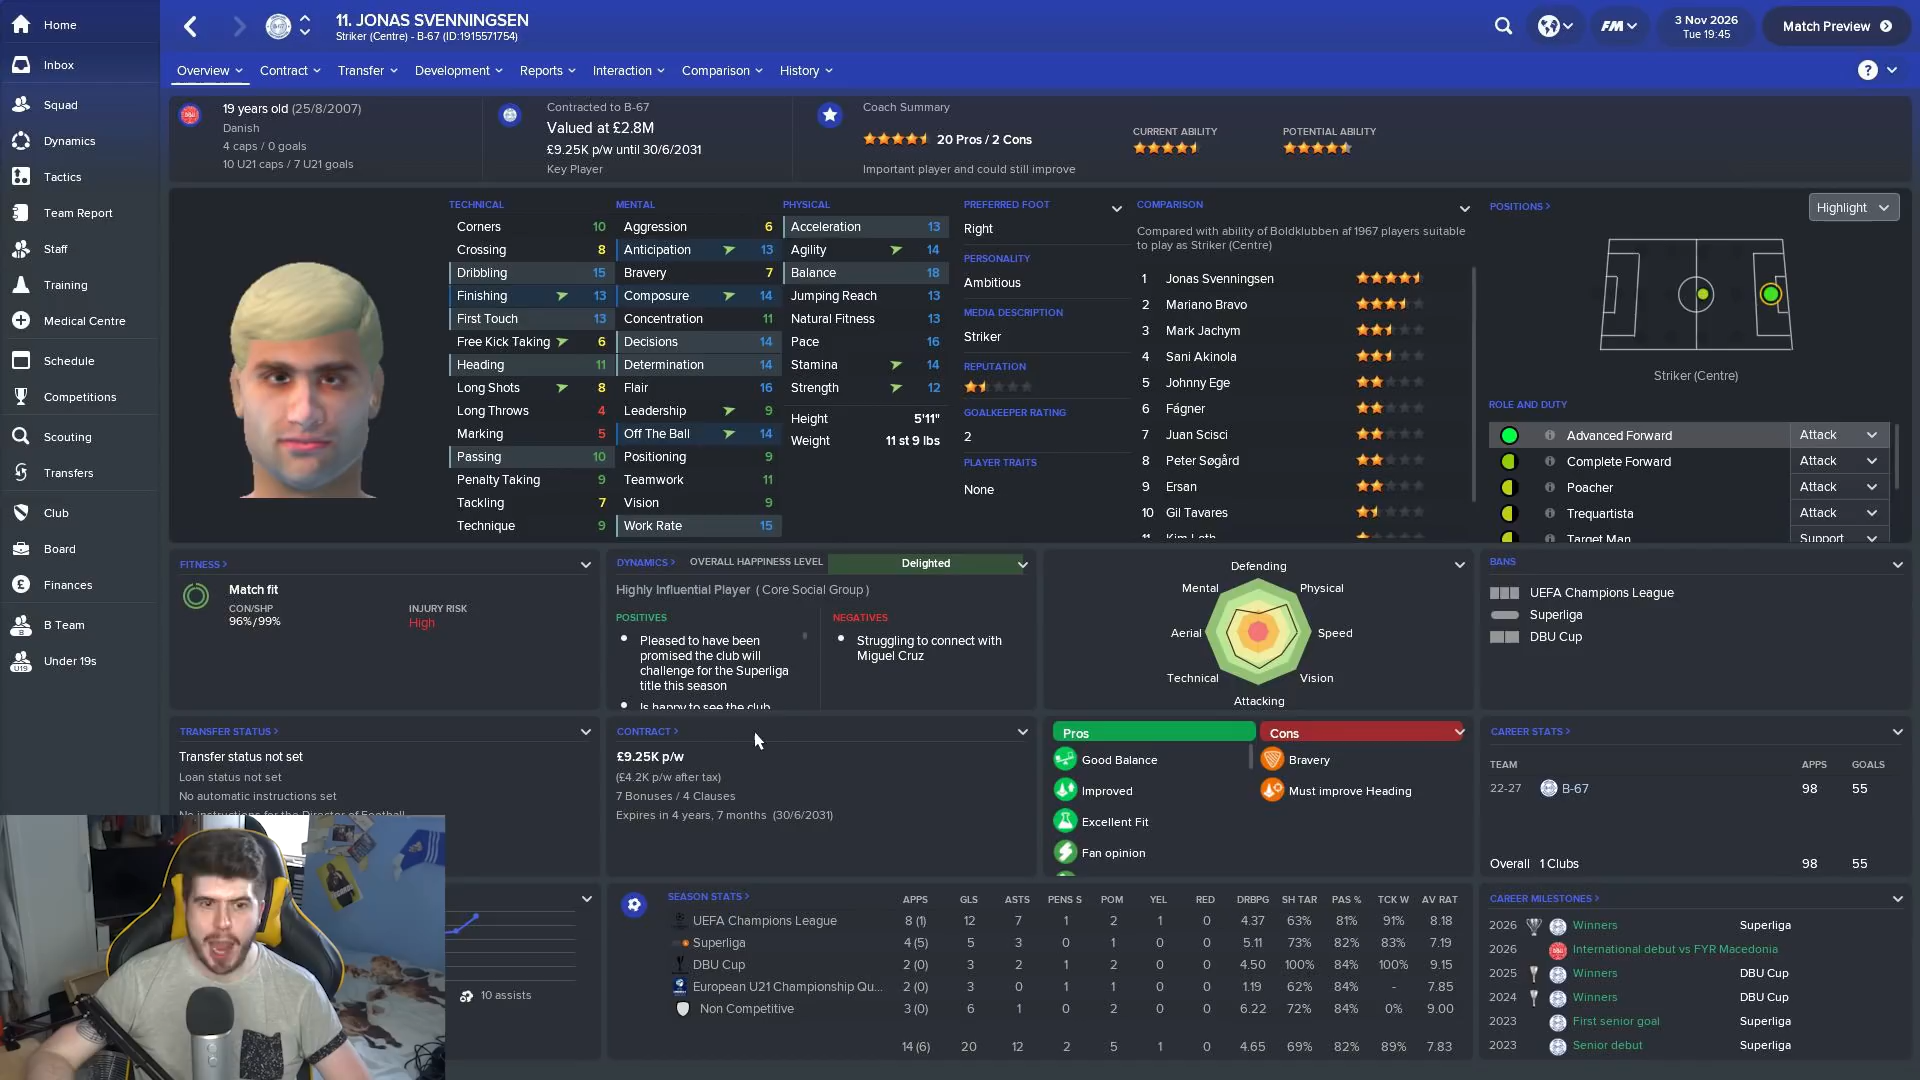 Home
Inbox
Squad
Dynamics
Tactics
Team Report
Staff
Training
Medical Centre
Schedule
Competitions
Scouting
Transfers
Club
Board
Finances
B Team
Under 19s
11. JONAS SVENNINGSEN
Striker (Centre) - B-67 (ID:1915571754)
FM
3 Nov 2026
Tue 19:45
Match Preview
Overview Contract Transfer Development Reports Interaction Comparison History
?
19 years old (25/8/2007)
Danish
4 caps / 0 goals
10 U21 caps / 7 U21 goals
Contracted to B-67
Valued at £2.8M
£9.25K p/w until 30/6/2031
Key Player
Coach Summary
20 Pros / 2 Cons
Important player and could still improve
CURRENT ABILITY
POTENTIAL ABILITY
TECHNICAL
Corners 10
Crossing 8
Dribbling 15
Finishing 13
First Touch 13
Free Kick Taking 6
Heading 11
Long Shots 8
Long Throws 4
Marking 5
Passing 10
Penalty Taking 9
Tackling 7
Technique 9
MENTAL
Aggression 6
Anticipation 13
Bravery 7
Composure 14
Concentration 11
Decisions 14
Determination 14
Flair 16
Leadership 9
Off The Ball 14
Positioning 9
Teamwork 11
Vision 9
Work Rate 15
PHYSICAL
Acceleration 13
Agility 14
Balance 18
Jumping Reach 13
Natural Fitness 13
Pace 16
Stamina 14
Strength 12
Height 5'11"
Weight 11 st 9 lbs
PREFERRED FOOT
Right
PERSONALITY
Ambitious
MEDIA DESCRIPTION
Striker
REPUTATION
GOALKEEPER RATING
2
PLAYER TRAITS
None
COMPARISON
Compared with ability of Boldklubben af 1967 players suitable
to play as Striker (Centre)
1 Jonas Svenningsen
2 Mariano Bravo
3 Mark Jachym
4 Sani Akinola
5 Johnny Ege
6 Fágner
7 Juan Scisci
8 Peter Søgård
9 Ersan
10 Gil Tavares
11 Kim Loth
POSITIONS >
Highlight
Striker (Centre)
ROLE AND DUTY
Advanced Forward Attack
Complete Forward Attack
Poacher Attack
Trequartista Attack
Target Man Support
FITNESS >
Match fit
CON/SHP
96%/99%
INJURY RISK
High
DYNAMICS > OVERALL HAPPINESS LEVEL Delighted
Highly Influential Player ( Core Social Group )
POSITIVES
Pleased to have been
promised the club will
challenge for the Superliga
title this season
Is happy to see the club
NEGATIVES
Struggling to connect with
Miguel Cruz
Defending
Physical
Speed
Vision
Attacking
Technical
Aerial
Mental
BANS
UEFA Champions League
Superliga
DBU Cup
TRANSFER STATUS >
Transfer status not set
Loan status not set
No automatic instructions set
No instructions for the Director of Football
CONTRACT >
£9.25K p/w
(£4.2K p/w after tax)
7 Bonuses / 4 Clauses
Expires in 4 years, 7 months (30/6/2031)
Pros
Good Balance
Improved
Excellent Fit
Fan opinion
Cons
Bravery
Must improve Heading
CAREER STATS >
TEAM APPS GOALS
22-27 B-67 98 55
Overall 1 Clubs 98 55
10 assists
SEASON STATS > APPS GLS ASTS PENS S POM YEL RED DRBPG SH TAR PAS % TCK W AV RAT
UEFA Champions League 8 (1) 12 7 1 2 1 0 4.37 63% 81% 91% 8.18
Superliga 4 (5) 5 3 0 1 0 0 5.11 73% 82% 83% 7.19
DBU Cup 2 (0) 3 2 1 2 0 0 4.50 100% 84% 100% 9.15
European U21 Championship Qu... 2 (0) 3 0 1 1 0 0 1.19 62% 84% - 7.85
Non Competitive 3 (0) 6 1 0 2 0 0 6.22 72% 84% 0% 9.00
14 (6) 20 12 2 5 1 0 4.65 69% 82% 89% 7.83
CAREER MILESTONES >
2026 Winners Superliga
2026 International debut vs FYR Macedonia
2025 Winners DBU Cup
2024 Winners DBU Cup
2023 First senior goal Superliga
2023 Senior debut Superliga